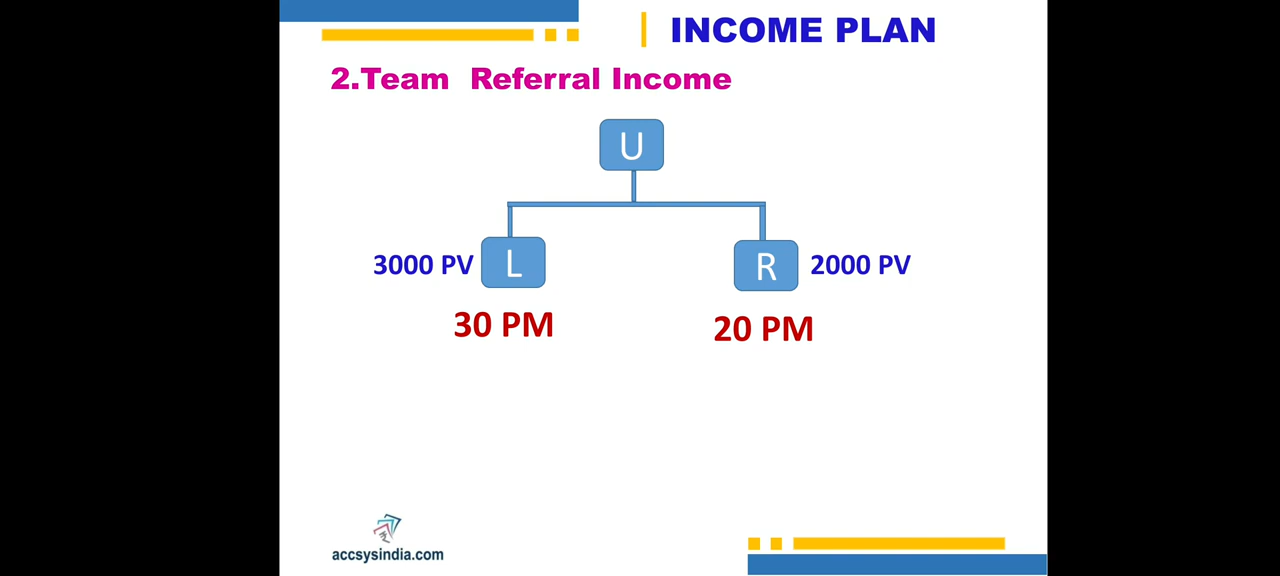 INCOME PLAN
2.Team Referral Income
U
3000 PV L R 2000 PV
30 PM 20 PM
accsysindia.com